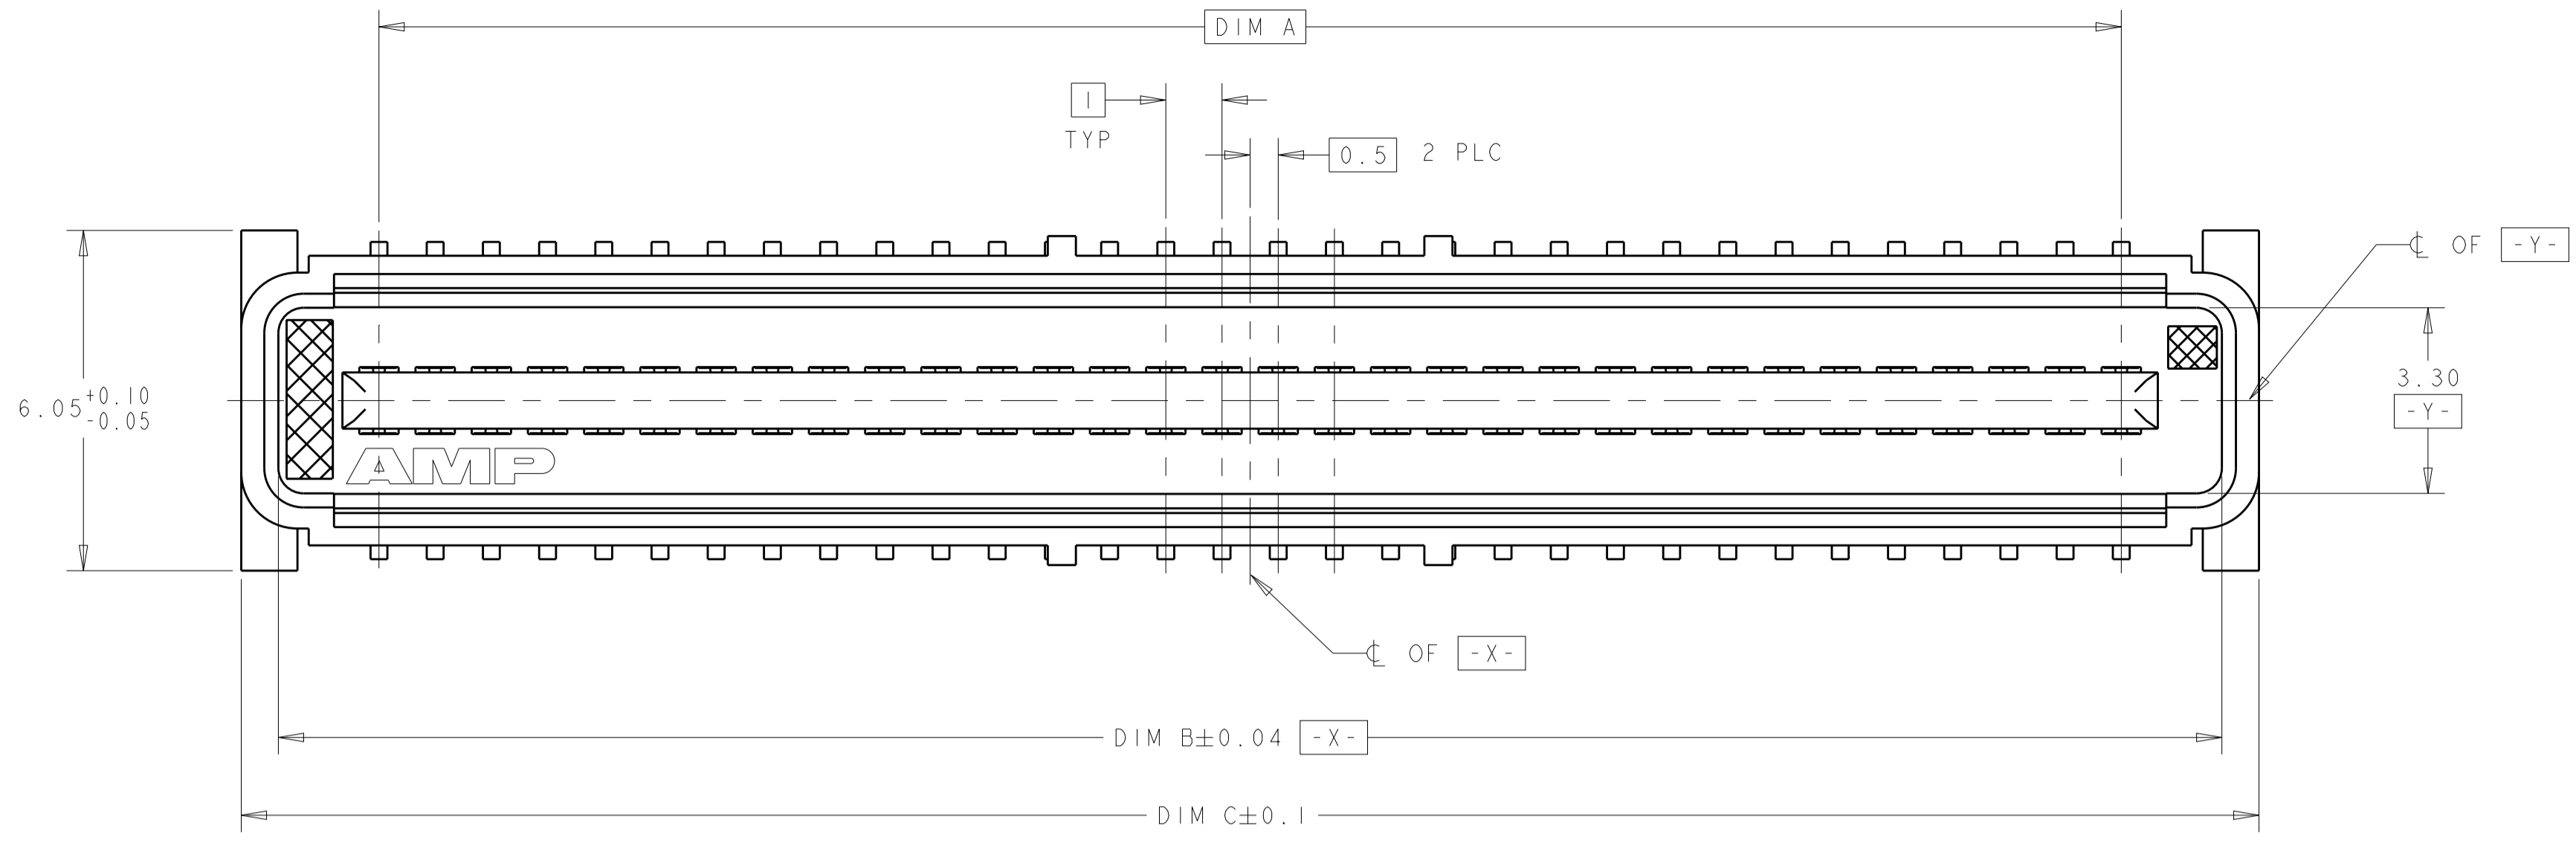 DIM A
1
TYP
0.5 2 PLC
℄ OF -Y-
6.05 +0.10
-0.05
3.30
-Y-
AMP
℄ OF -X-
DIM B±0.04 -X-
DIM C±0.1